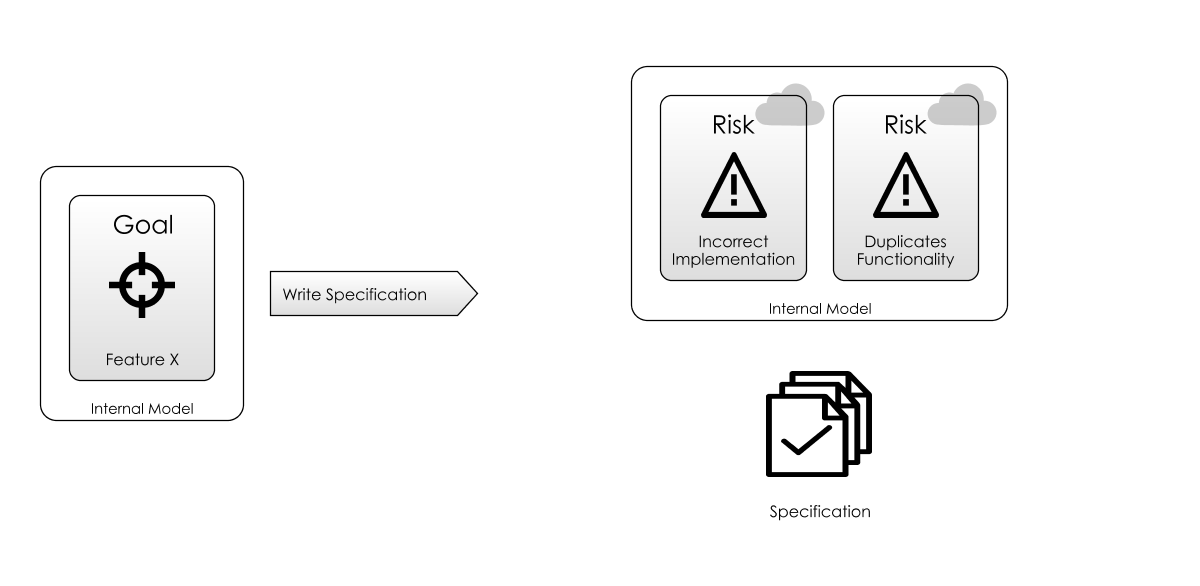 Goal
Feature X
Internal Model
Write Specification
Risk
Incorrect
Implementation
Risk
Duplicates
Functionality
Internal Model
Specification